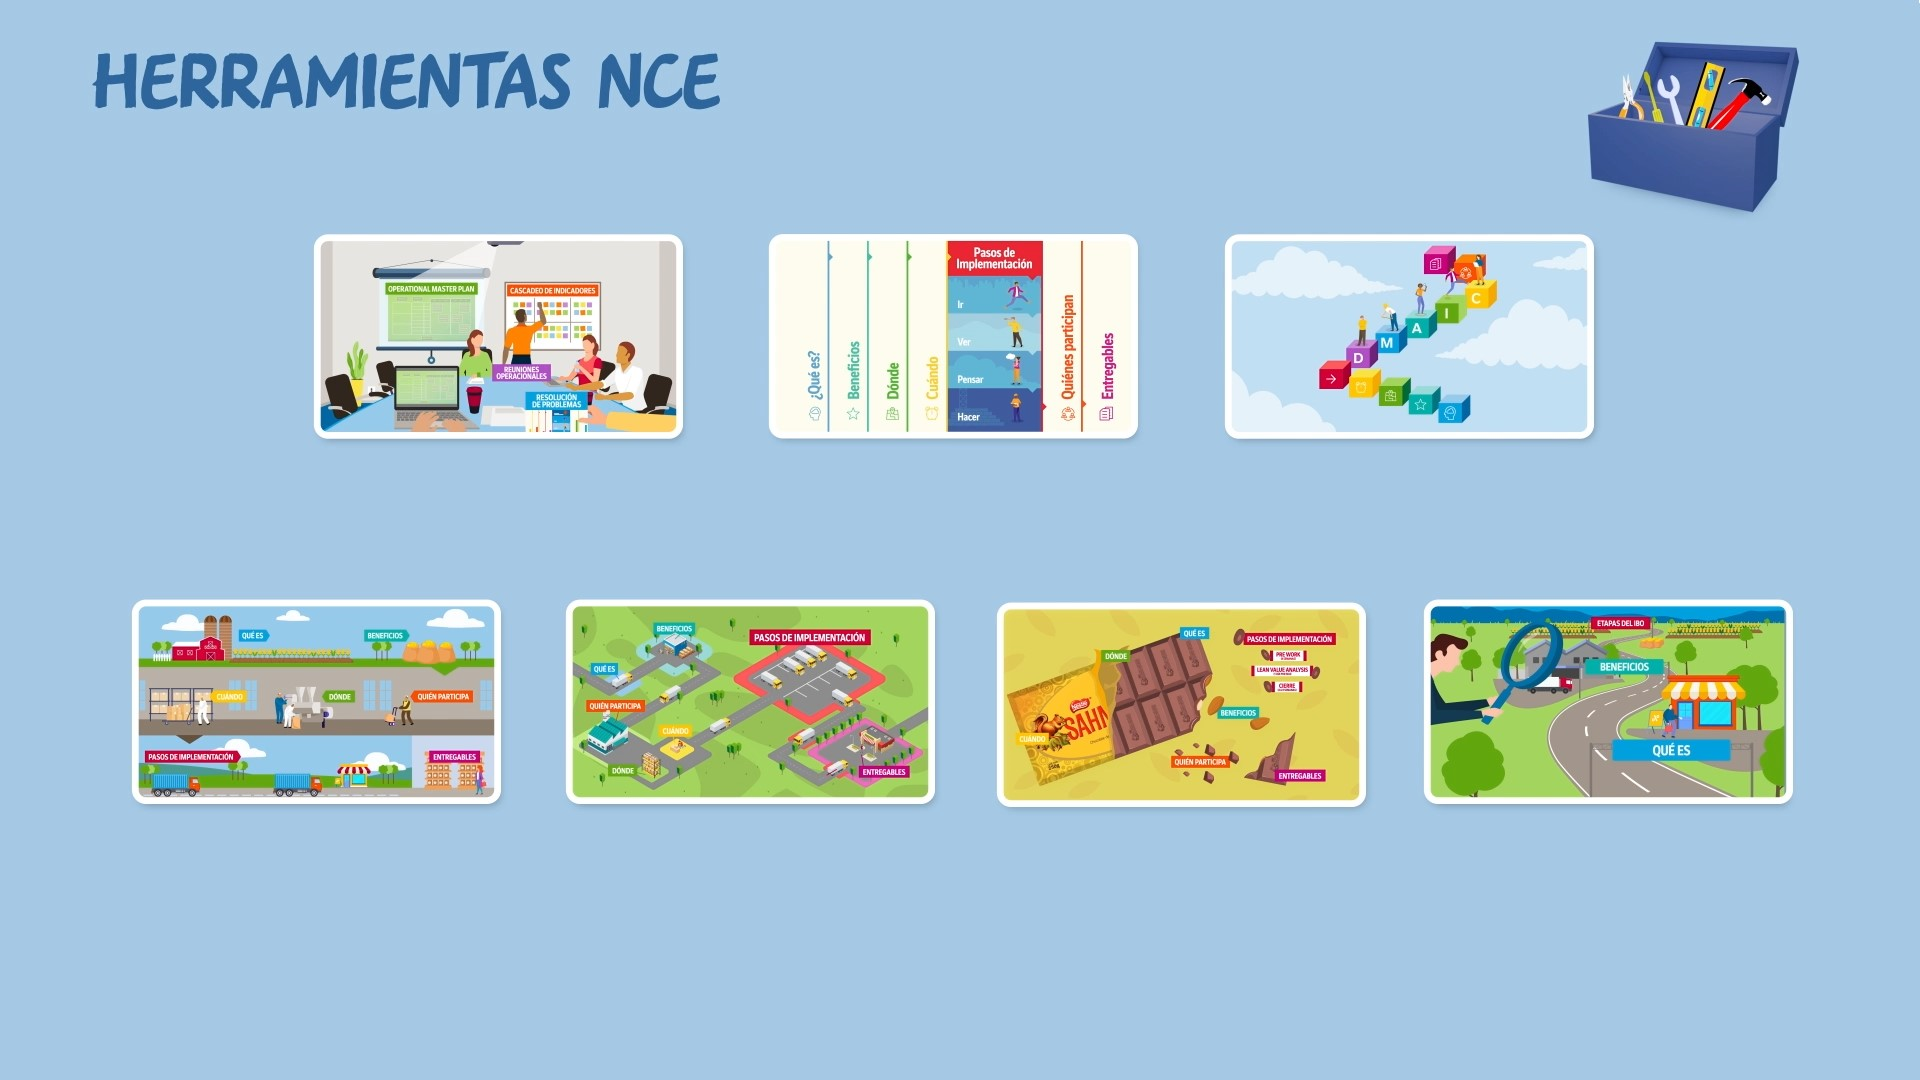 HERRAMIENTAS NCE
OPERATIONAL MASTER PLAN
CASCADEO DE INDICADORES
REUNIONES
OPERACIONALES
RESOLUCIÓN
DE PROBLEMAS
¿Qué es?
Beneficios
Dónde
Cuándo
Pasos de
Implementación
Ir
Ver
Pensar
Hacer
Quiénes participan
Entregables
D
M
A
I
C
QUÉ ES
BENEFICIOS
CUÁNDO
DÓNDE
QUIÉN PARTICIPA
PASOS DE IMPLEMENTACIÓN
ENTREGABLES
BENEFICIOS
PASOS DE IMPLEMENTACIÓN
QUÉ ES
QUIÉN PARTICIPA
CUÁNDO
DÓNDE
ENTREGABLES
QUÉ ES
PASOS DE IMPLEMENTACIÓN
DÓNDE
PRE WORK
LEAN VALUE ANALYSIS
CIERRE
Nestlé
BENEFICIOS
CUÁNDO
QUIÉN PARTICIPA
ENTREGABLES
ETAPAS DEL IBO
BENEFICIOS
QUÉ ES